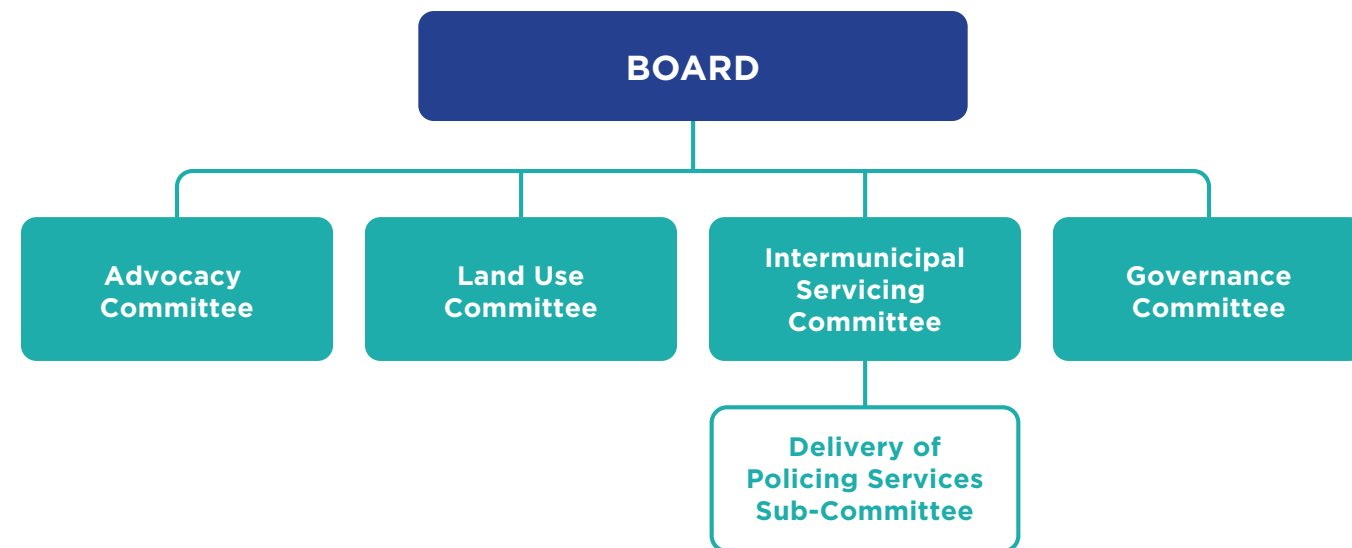 BOARD
Advocacy
Committee
Land Use
Committee
Intermunicipal
Servicing
Committee
Governance
Committee
Delivery of
Policing Services
Sub-Committee